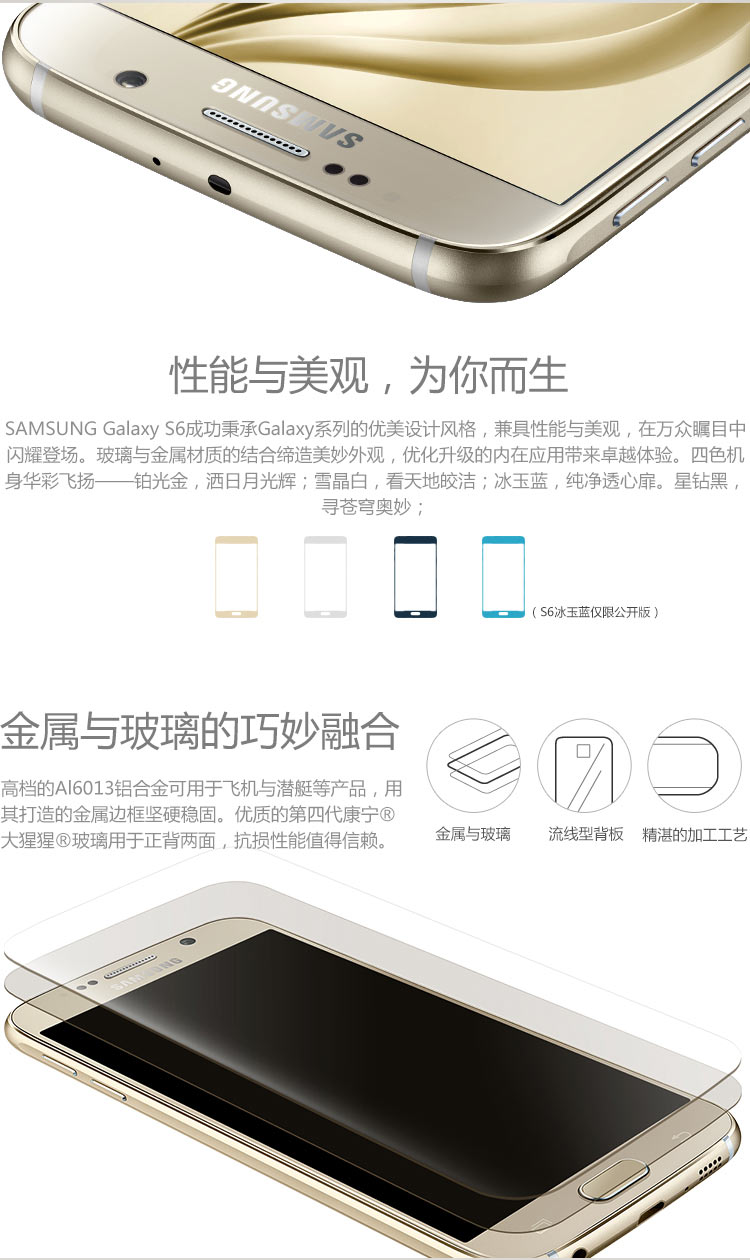 SAMSUNG
性能与美观，为你而生
SAMSUNG Galaxy S6成功秉承Galaxy系列的优美设计风格，兼具性能与美观，在万众瞩目中
闪耀登场。玻璃与金属材质的结合缔造美妙外观，优化升级的内在应用带来卓越体验。四色机
身华彩飞扬——铂光金，洒日月光辉；雪晶白，看天地皎洁；冰玉蓝，纯净透心扉。星钻黑，
寻苍穹奥妙；
（S6冰玉蓝仅限公开版）
金属与玻璃的巧妙融合
高档的Al6013铝合金可用于飞机与潜艇等产品，用
其打造的金属边框坚硬稳固。优质的第四代康宁®
大猩猩®玻璃用于正背两面，抗损性能值得信赖。
金属与玻璃
流线型背板
精湛的加工工艺
SAMSUNG